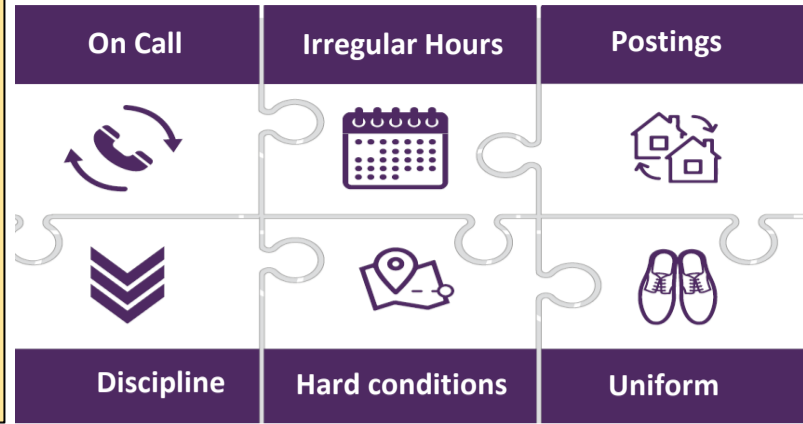 On Call
Irregular Hours
Postings
Discipline
Hard conditions
Uniform